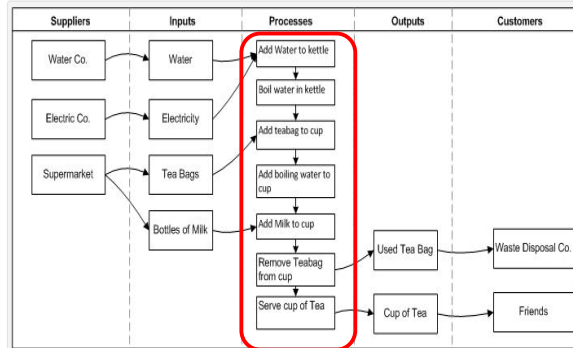 Suppliers
Inputs
Processes
Outputs
Customers
Water Co.
Water
Add Water to kettle
Boil water in kettle
Electric Co.
Electricity
Add teabag to cup
Supermarket
Tea Bags
Add boiling water to
cup
Bottles of Milk
Add Milk to cup
Remove Teabag
from cup
Used Tea Bag
Waste Disposal Co.
Serve cup of Tea
Cup of Tea
Friends